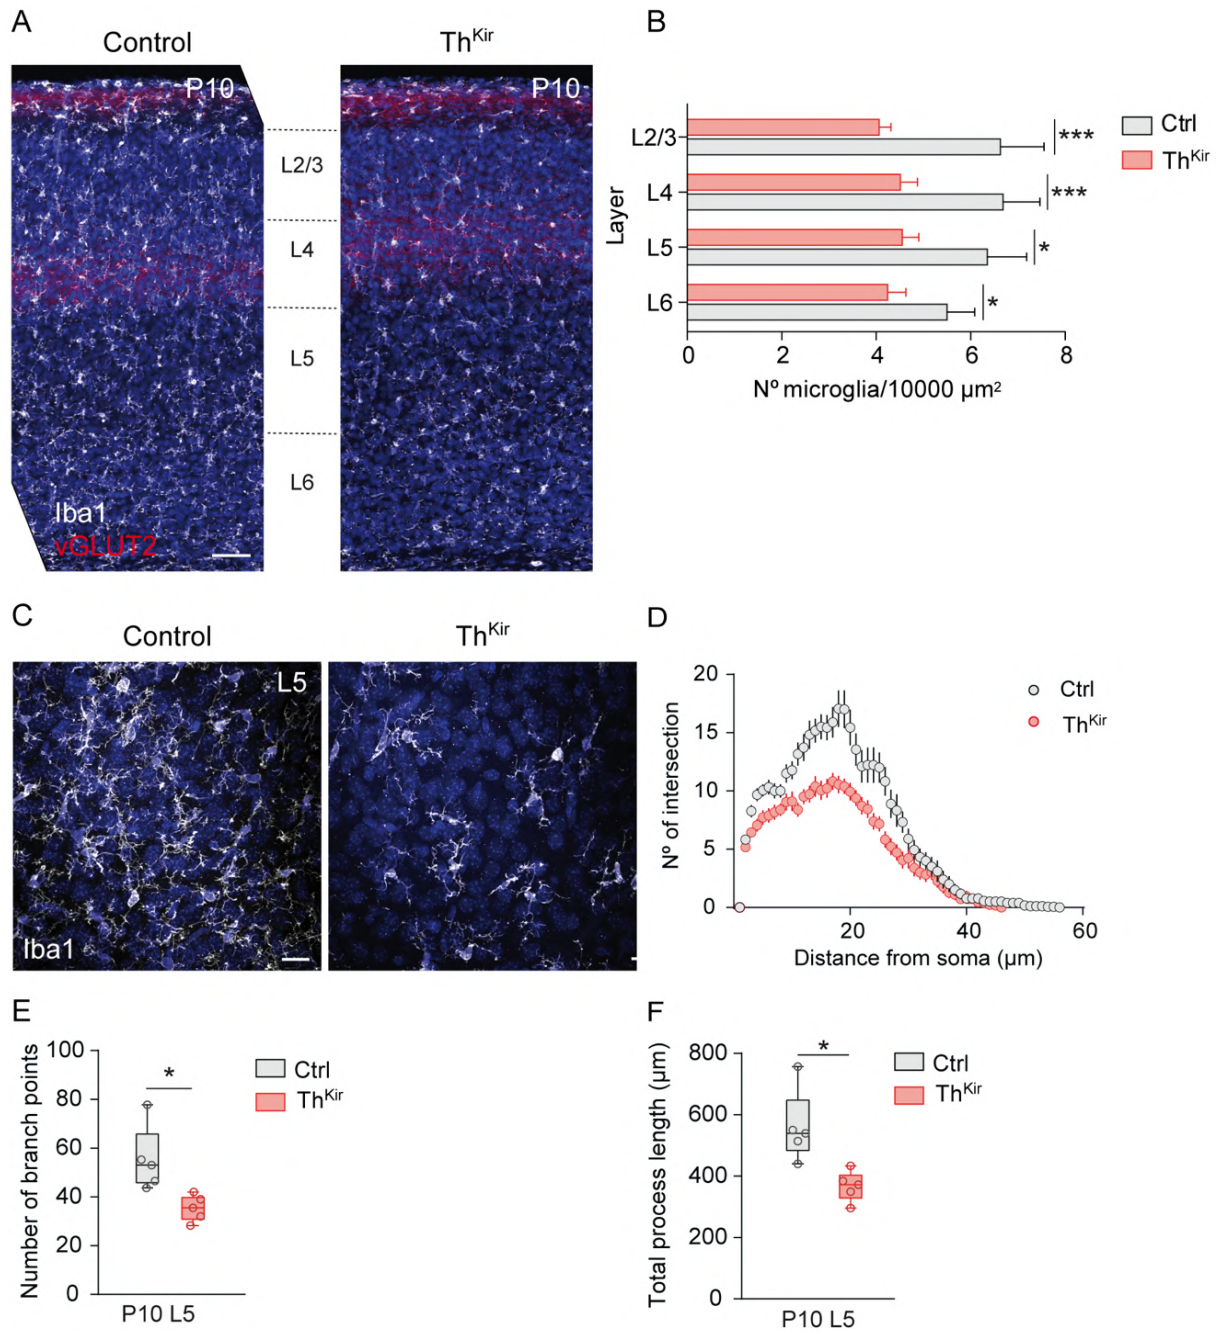 A
Control
Th^Kir
P10
P10
L2/3
L4
L5
L6
Iba1
vGLUT2
B
Layer
L2/3
L4
L5
L6
***
***
*
*
0 2 4 6 8
Nº microglia/10000 µm²
Ctrl
Th^Kir
C
Control
Th^Kir
L5
Iba1
D
Nº of intersection
20
15
10
5
0
20 40 60
Distance from soma (µm)
Ctrl
Th^Kir
E
Number of branch points
100
80
60
40
20
0
*
P10 L5
Ctrl
Th^Kir
F
Total process length (µm)
800
600
400
200
0
*
P10 L5
Ctrl
Th^Kir